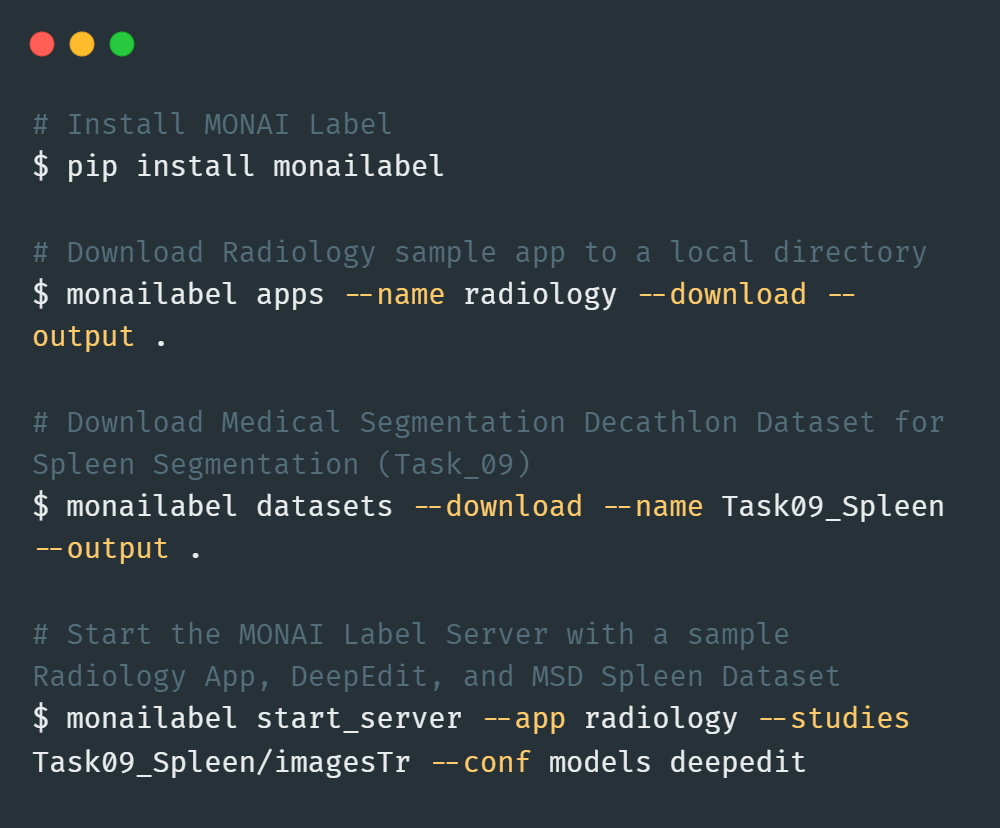 # Install MONAI Label
$ pip install monailabel
# Download Radiology sample app to a local directory
$ monailabel apps --name radiology --download --
output .
# Download Medical Segmentation Decathlon Dataset for
Spleen Segmentation (Task_09)
$ monailabel datasets --download --name Task09_Spleen
--output .
# Start the MONAI Label Server with a sample
Radiology App, DeepEdit, and MSD Spleen Dataset
$ monailabel start_server --app radiology --studies
Task09_Spleen/imagesTr --conf models deepedit